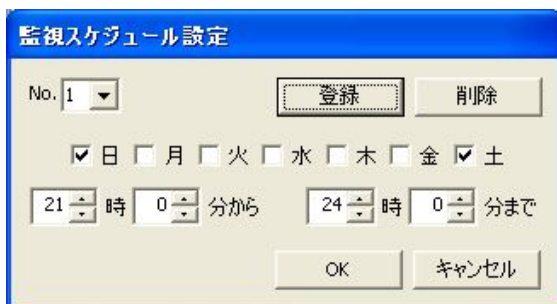 監視スケジュール設定
No. 1 登録 削除
日 月 火 水 木 金 土
21 時 0 分から 24 時 0 分まで
OK キャンセル